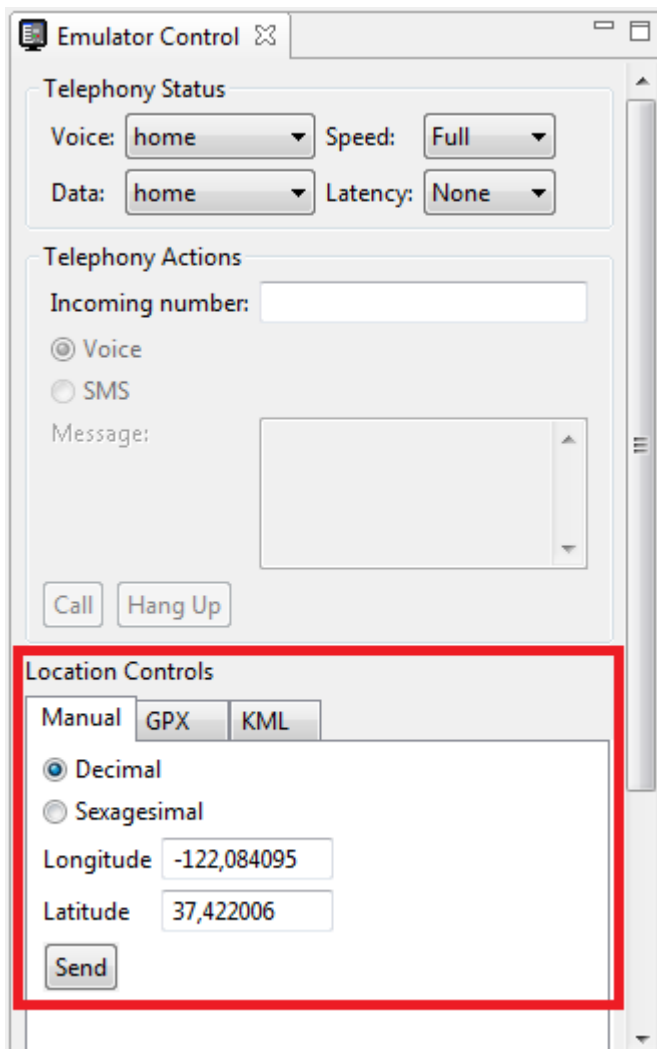 Emulator Control
Telephony Status
Voice: home Speed: Full
Data: home Latency: None
Telephony Actions
Incoming number:
Voice
SMS
Message:
Call Hang Up
Location Controls
Manual GPX KML
Decimal
Sexagesimal
Longitude -122,084095
Latitude 37,422006
Send